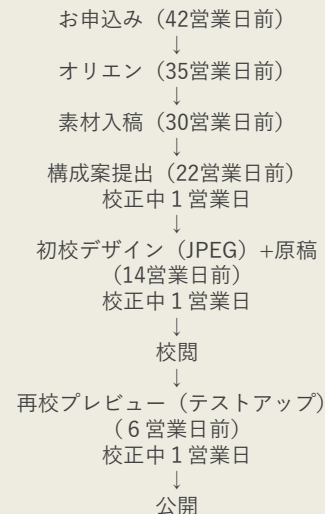 お申込み（42営業日前）
↓
オリエン（35営業日前）
↓
素材入稿（30営業日前）
↓
構成案提出（22営業日前）
校正中１営業日
↓
初校デザイン（JPEG）+原稿
（14営業日前）
校正中１営業日
↓
校閲
↓
再校プレビュー（テストアップ）
（６営業日前）
校正中１営業日
↓
公開